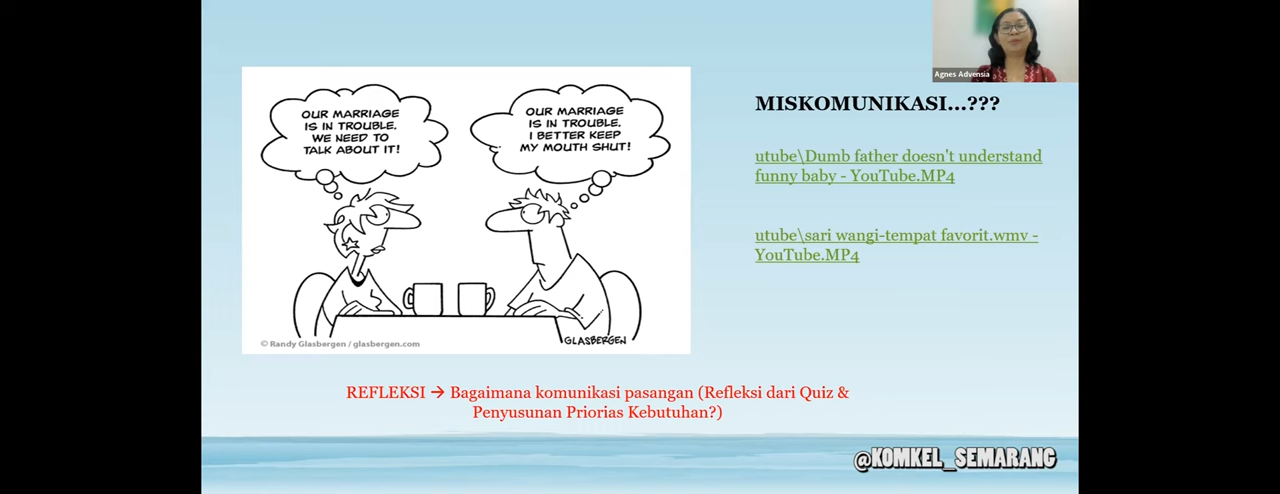 Agnes Advensia
OUR MARRIAGE
IS IN TROUBLE.
WE NEED TO
TALK ABOUT IT!
OUR MARRIAGE
IS IN TROUBLE.
I BETTER KEEP
MY MOUTH SHUT!
© Randy Glasbergen / glasbergen.com
GLASBERGEN
MISKOMUNIKASI...???
utube\Dumb father doesn't understand
funny baby - YouTube.MP4
utube\sari wangi-tempat favorit.wmv -
YouTube.MP4
REFLEKSI → Bagaimana komunikasi pasangan (Refleksi dari Quiz &
Penyusunan Priorias Kebutuhan?)
@KOMKEL_SEMARANG